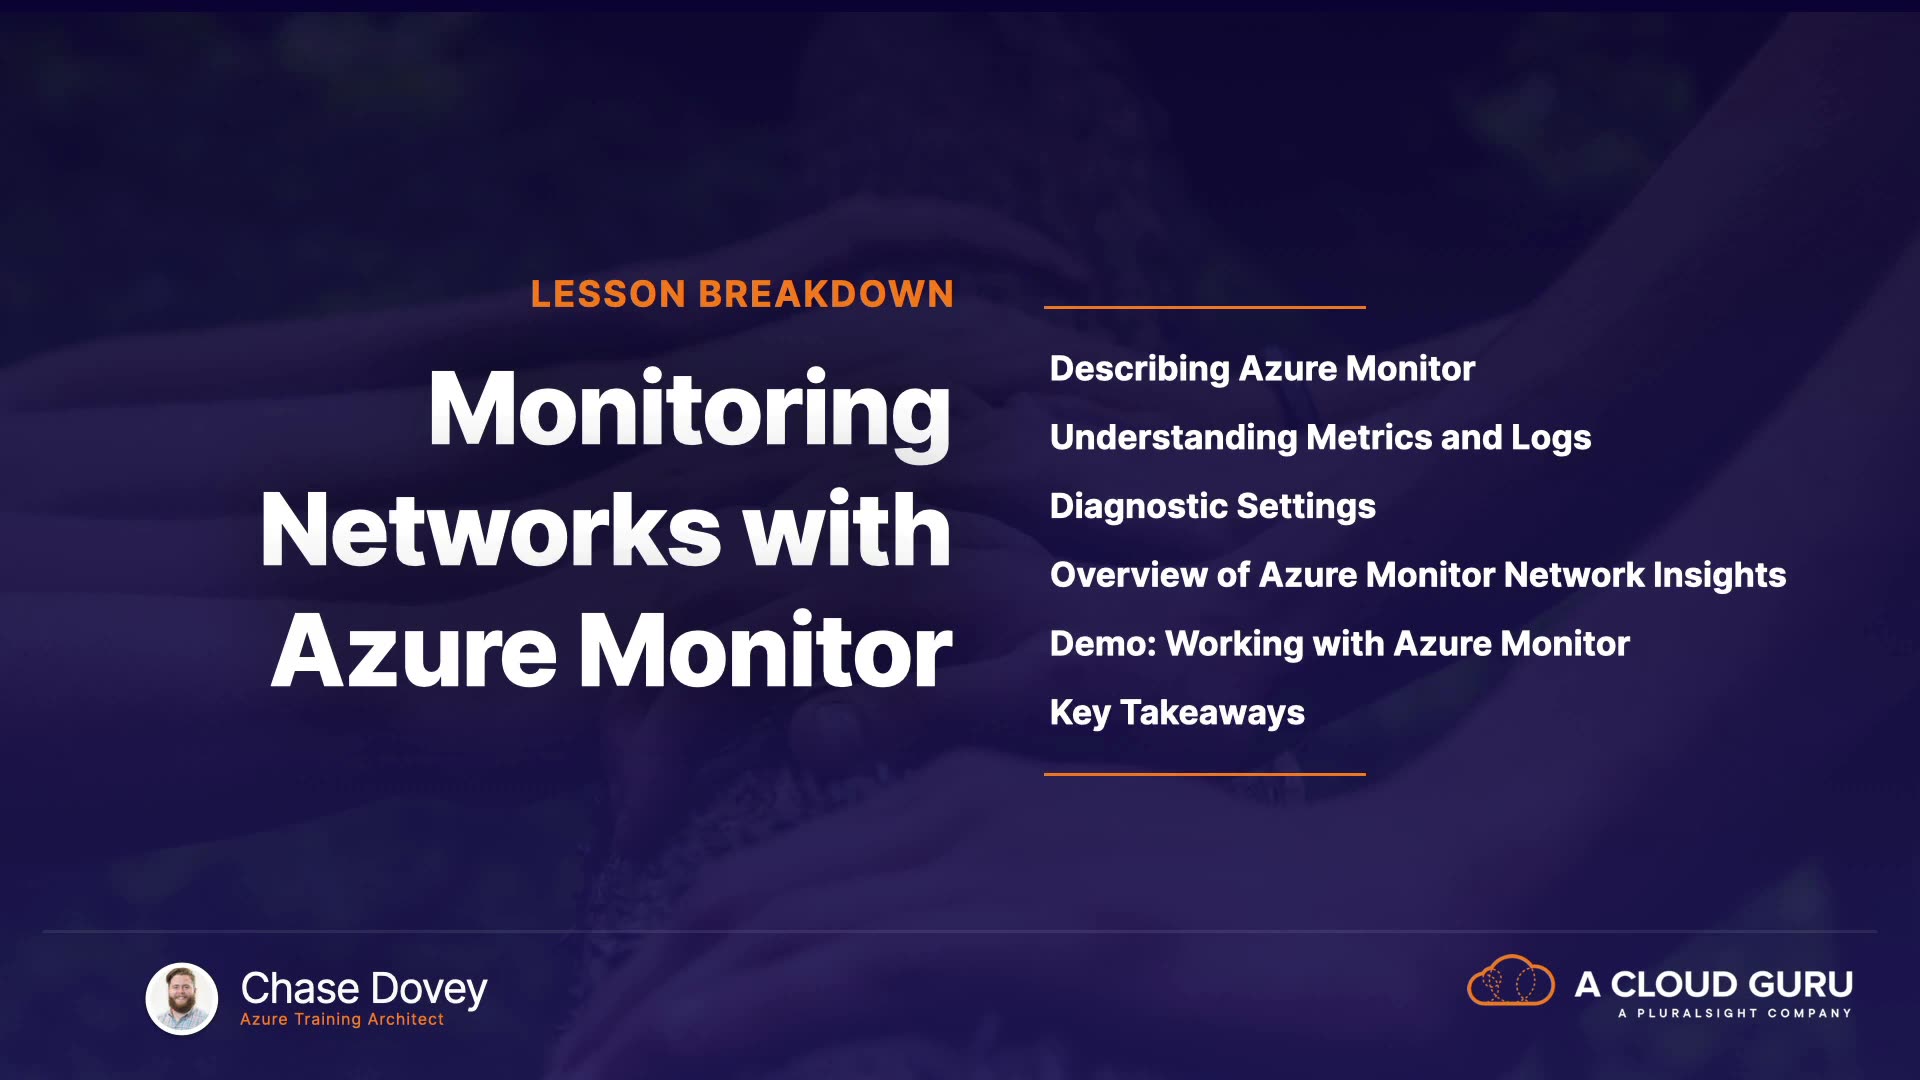 LESSON BREAKDOWN
Monitoring
Networks with
Azure Monitor
Describing Azure Monitor
Understanding Metrics and Logs
Diagnostic Settings
Overview of Azure Monitor Network Insights
Demo: Working with Azure Monitor
Key Takeaways
Chase Dovey
Azure Training Architect
A CLOUD GURU
A PLURALSIGHT COMPANY